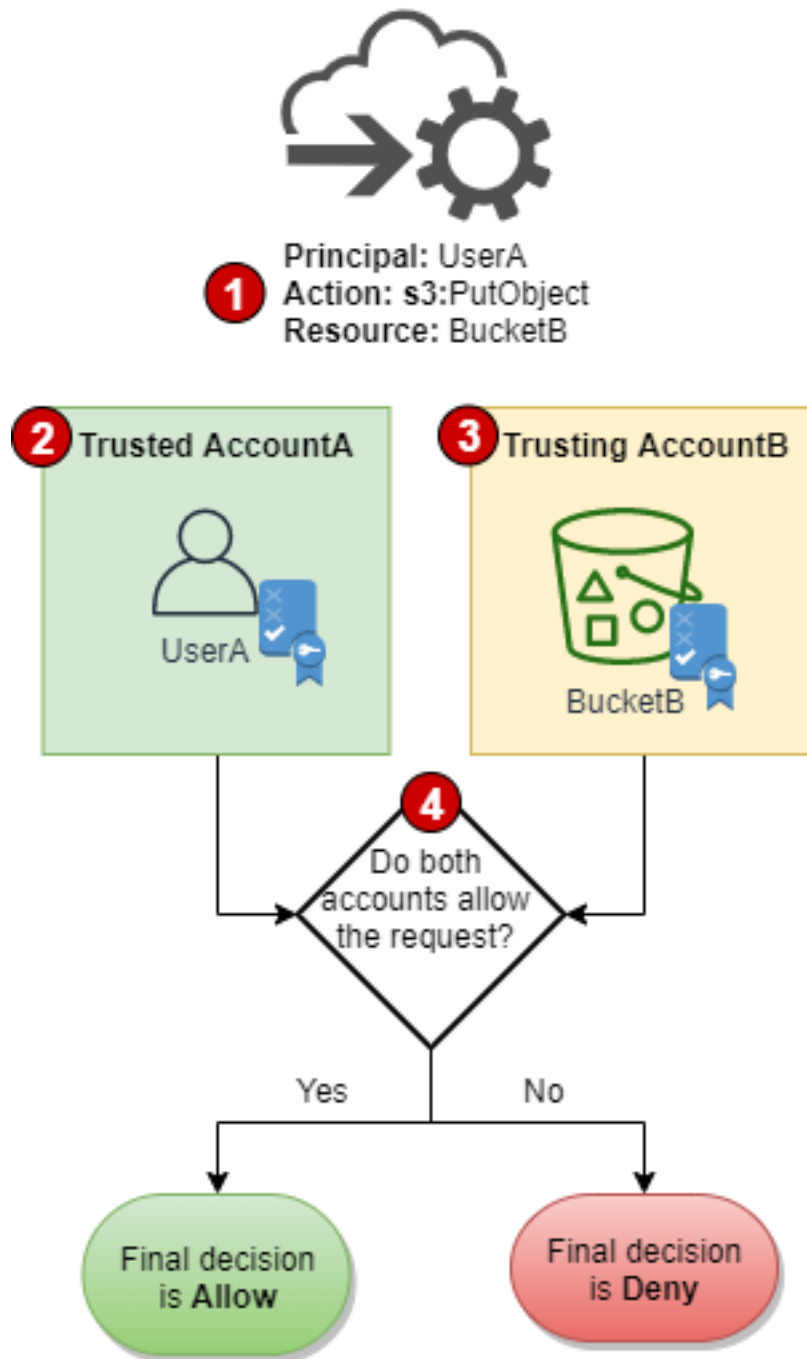 1
Principal: UserA
Action: s3:PutObject
Resource: BucketB
2
Trusted AccountA
UserA
3
Trusting AccountB
BucketB
4
Do both
accounts allow
the request?
Yes
No
Final decision
is Allow
Final decision
is Deny